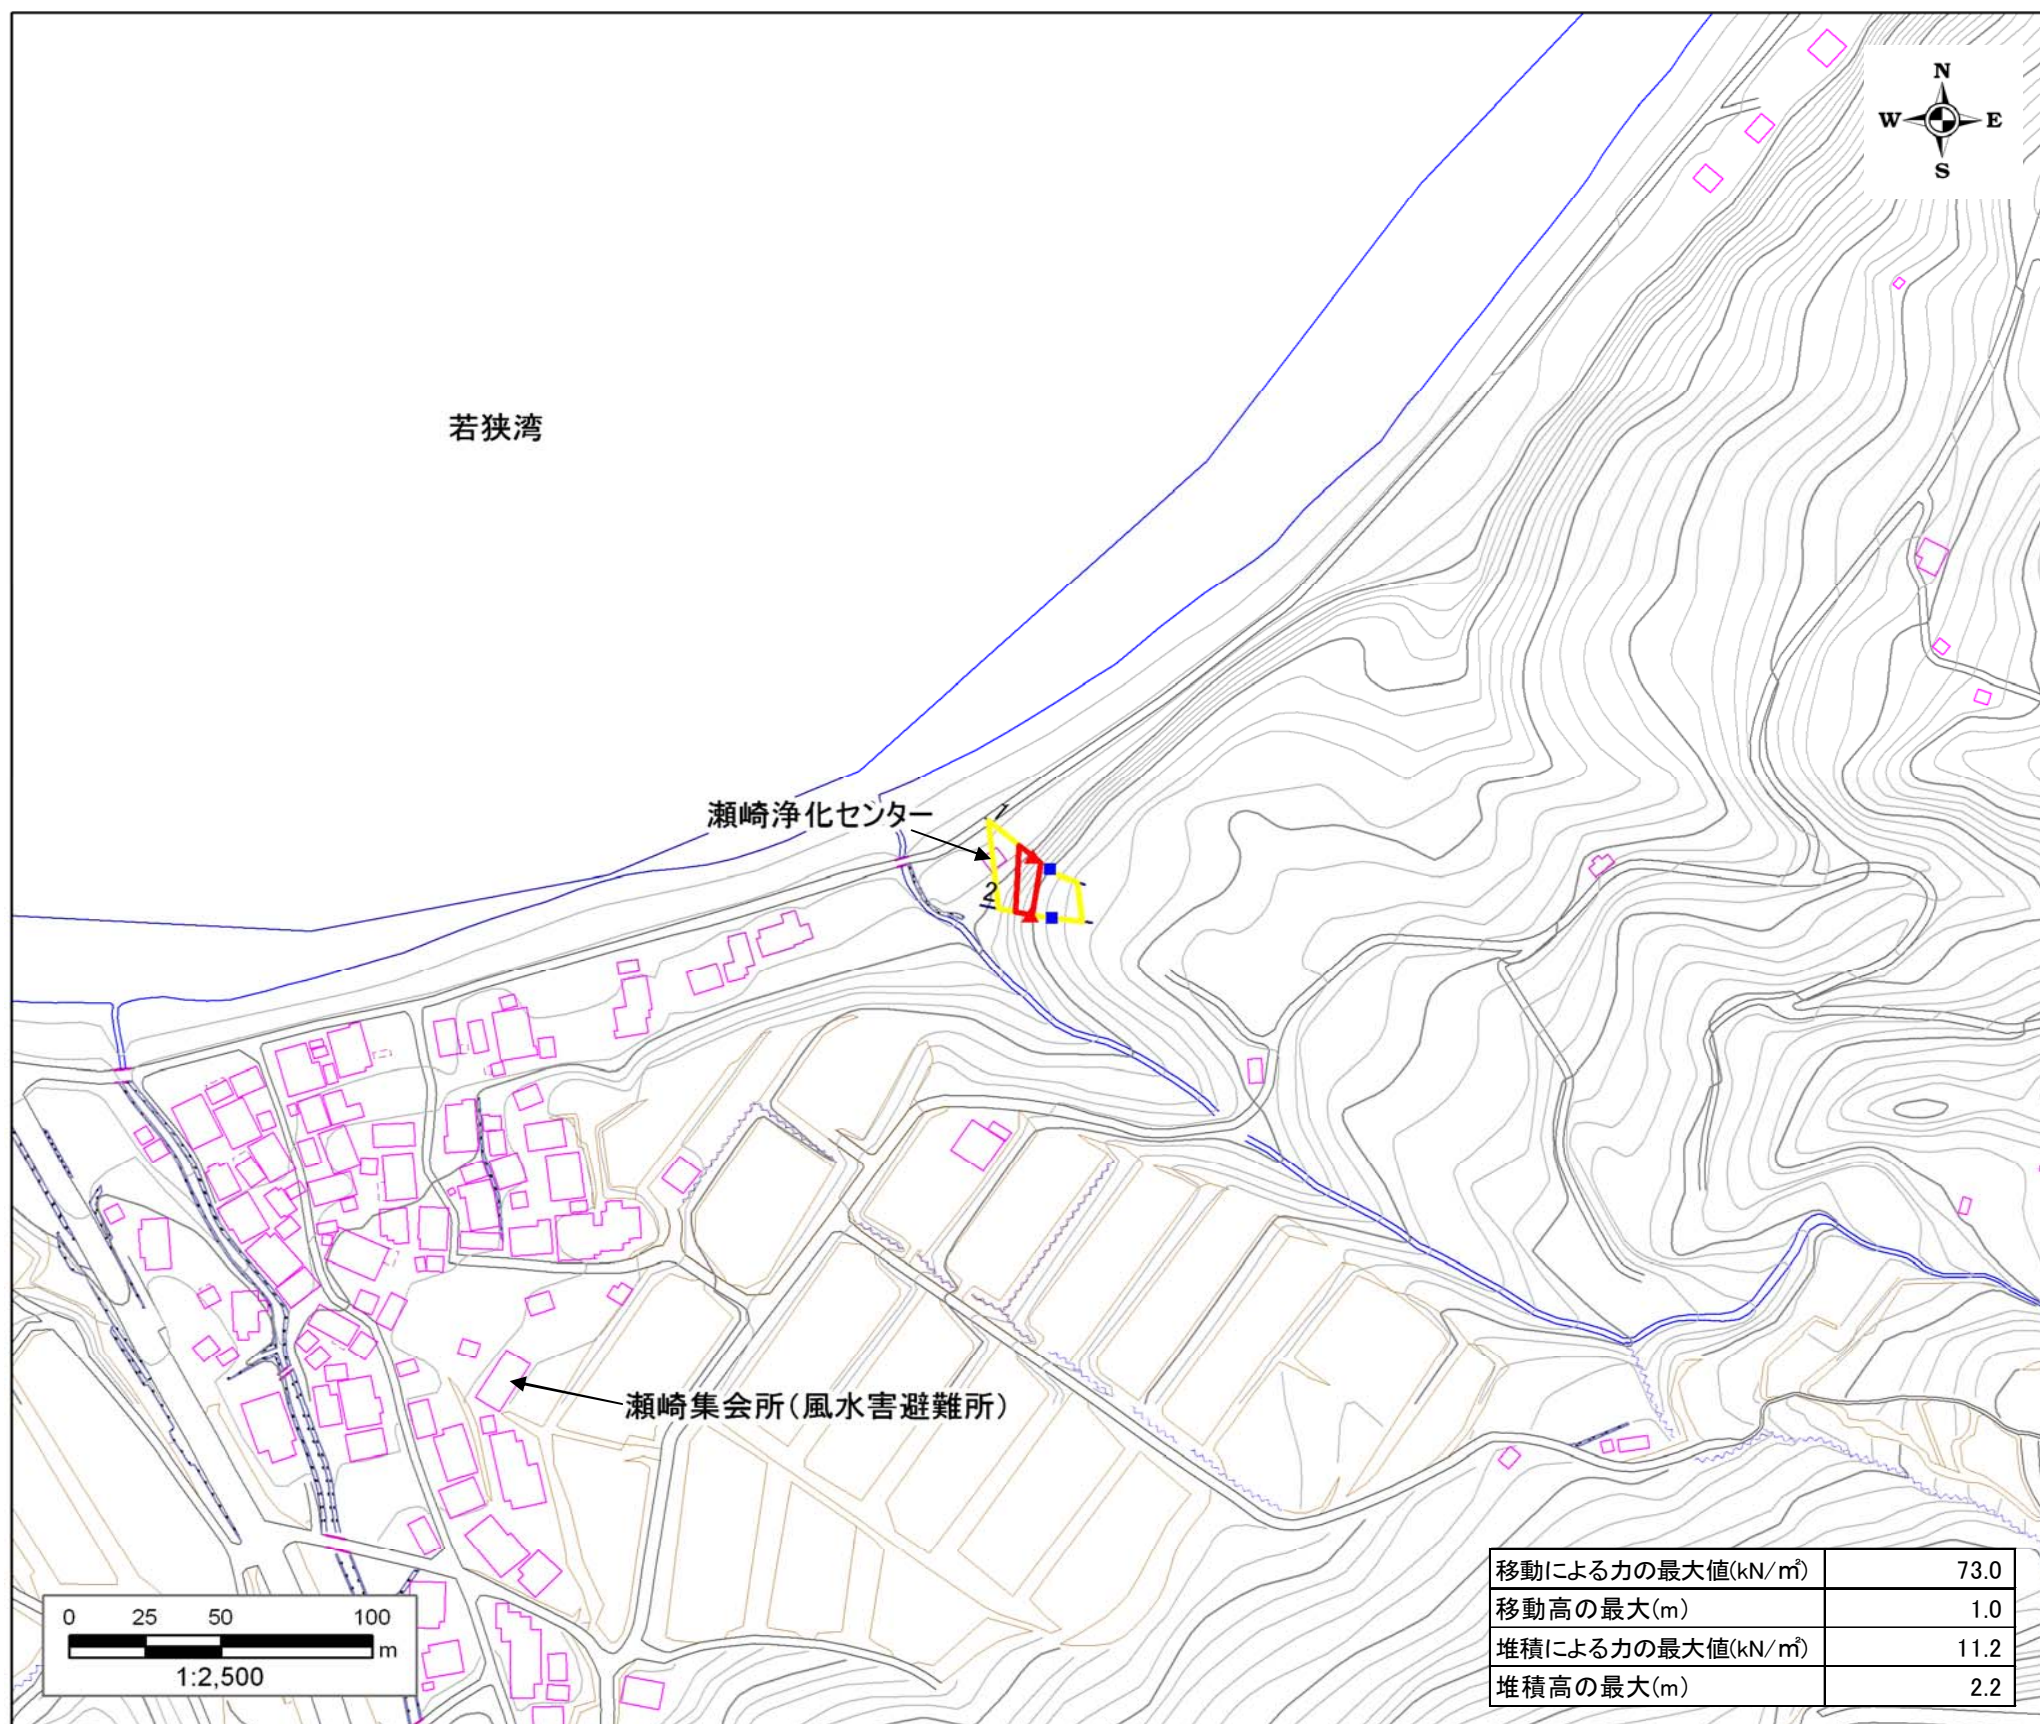 N
W E
S
若狭湾
瀬崎浄化センター
1
2
瀬崎集会所(風水害避難所)
移動による力の最大値(kN/㎡) 73.0
移動高の最大(m) 1.0
堆積による力の最大値(kN/㎡) 11.2
堆積高の最大(m) 2.2
0 25 50 100
m
1:2,500